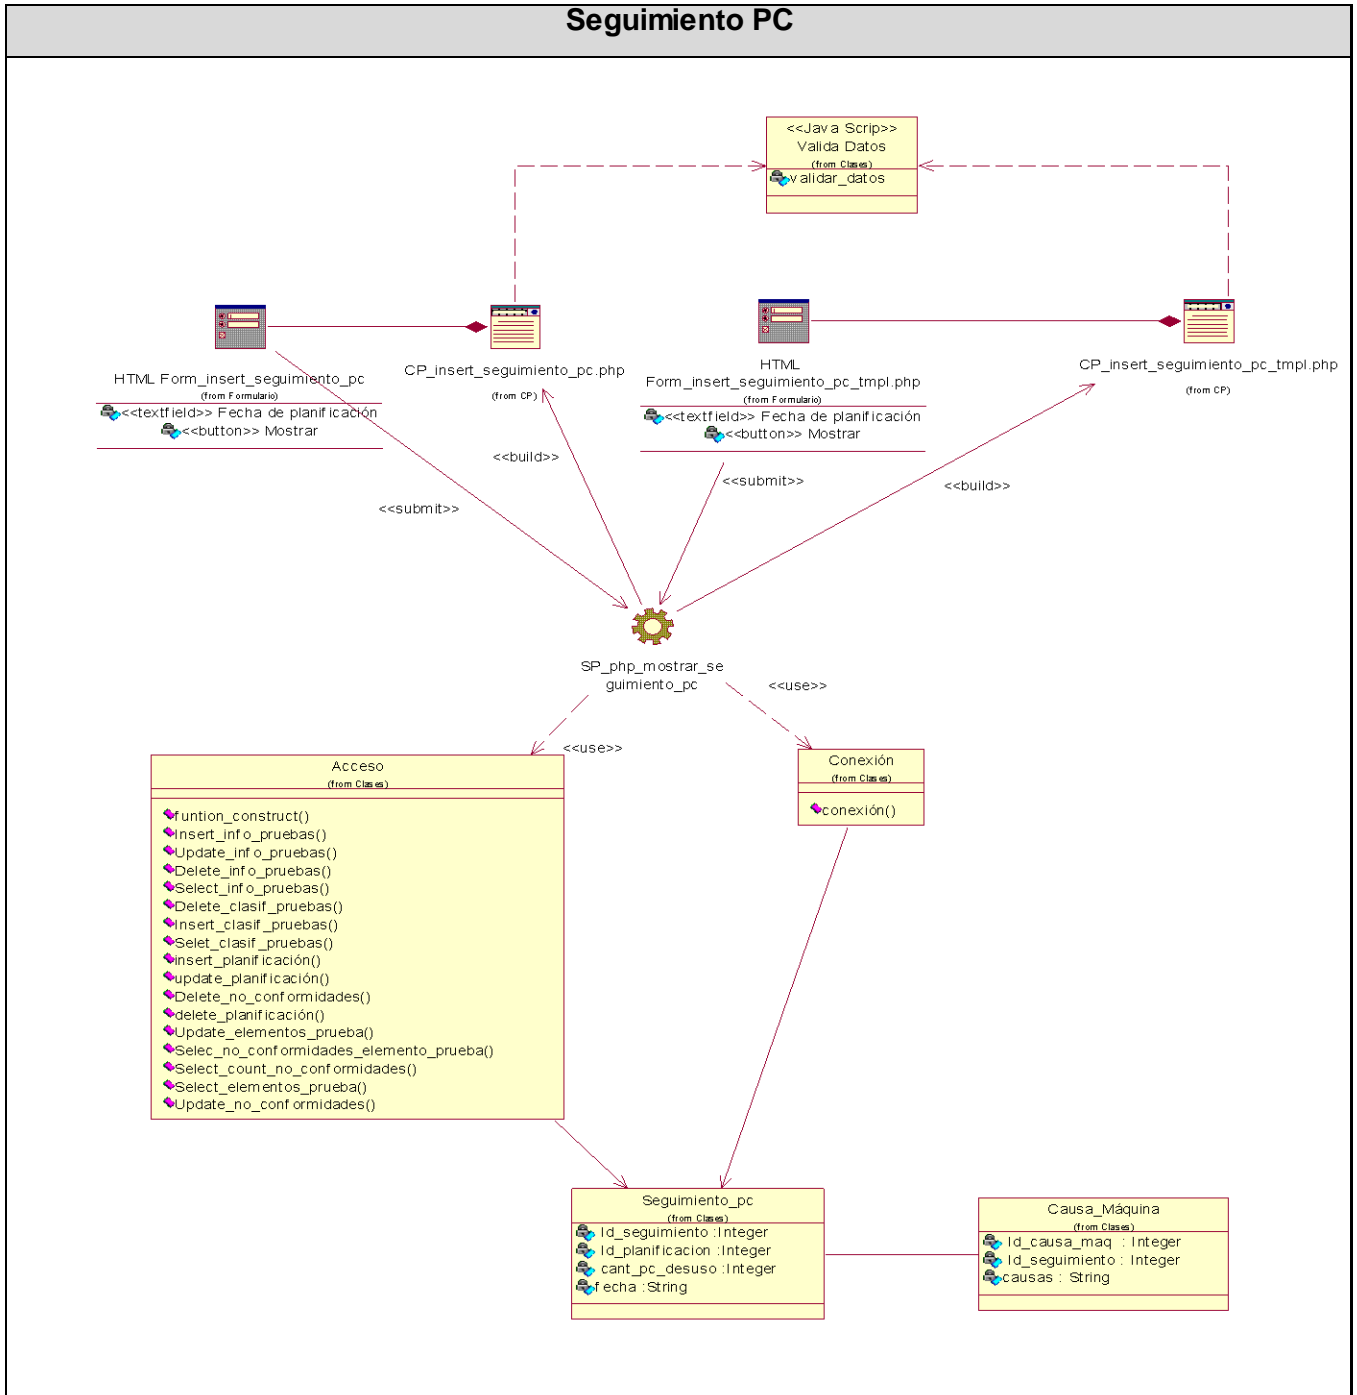 Seguimiento PC
<<Java Scrip>>
Valida Datos
(from Clases)
validar_datos
HTML Form_insert_seguimiento_pc
(from Formulario)
<<textfield>> Fecha de planificación
<<button>> Mostrar
CP_insert_seguimiento_pc.php
(from CP)
HTML
Form_insert_seguimiento_pc_tmpl.php
(from Formulario)
<<textfield>> Fecha de planificación
<<button>> Mostrar
CP_insert_seguimiento_pc_tmpl.php
(from CP)
<<build>>
<<submit>>
<<submit>>
<<build>>
SP_php_mostrar_se
guimiento_pc
<<use>>
<<use>>
Acceso
(from Clases)
funtion_construct()
Insert_info_pruebas()
Update_info_pruebas()
Delete_info_pruebas()
Select_info_pruebas()
Delete_clasif_pruebas()
Insert_clasif_pruebas()
Selet_clasif_pruebas()
insert_planificación()
update_planificación()
Delete_no_conformidades()
delete_planificación()
Update_elementos_prueba()
Selec_no_conformidades_elemento_prueba()
Select_count_no_conformidades()
Select_elementos_prueba()
Update_no_conformidades()
Conexión
(from Clases)
conexión()
Seguimiento_pc
(from Clases)
Id_seguimiento :Integer
Id_planificacion :Integer
cant_pc_desuso :Integer
fecha :String
Causa_Máquina
(from Clases)
Id_causa_maq : Integer
Id_seguimiento : Integer
causas : String